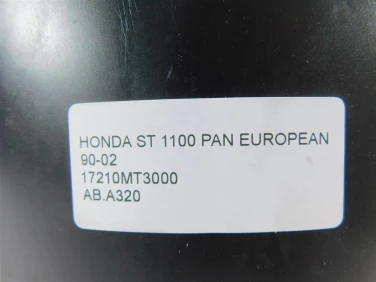 HONDA ST 1100 PAN EUROPEAN
90-02
17210MT3000
AB.A320